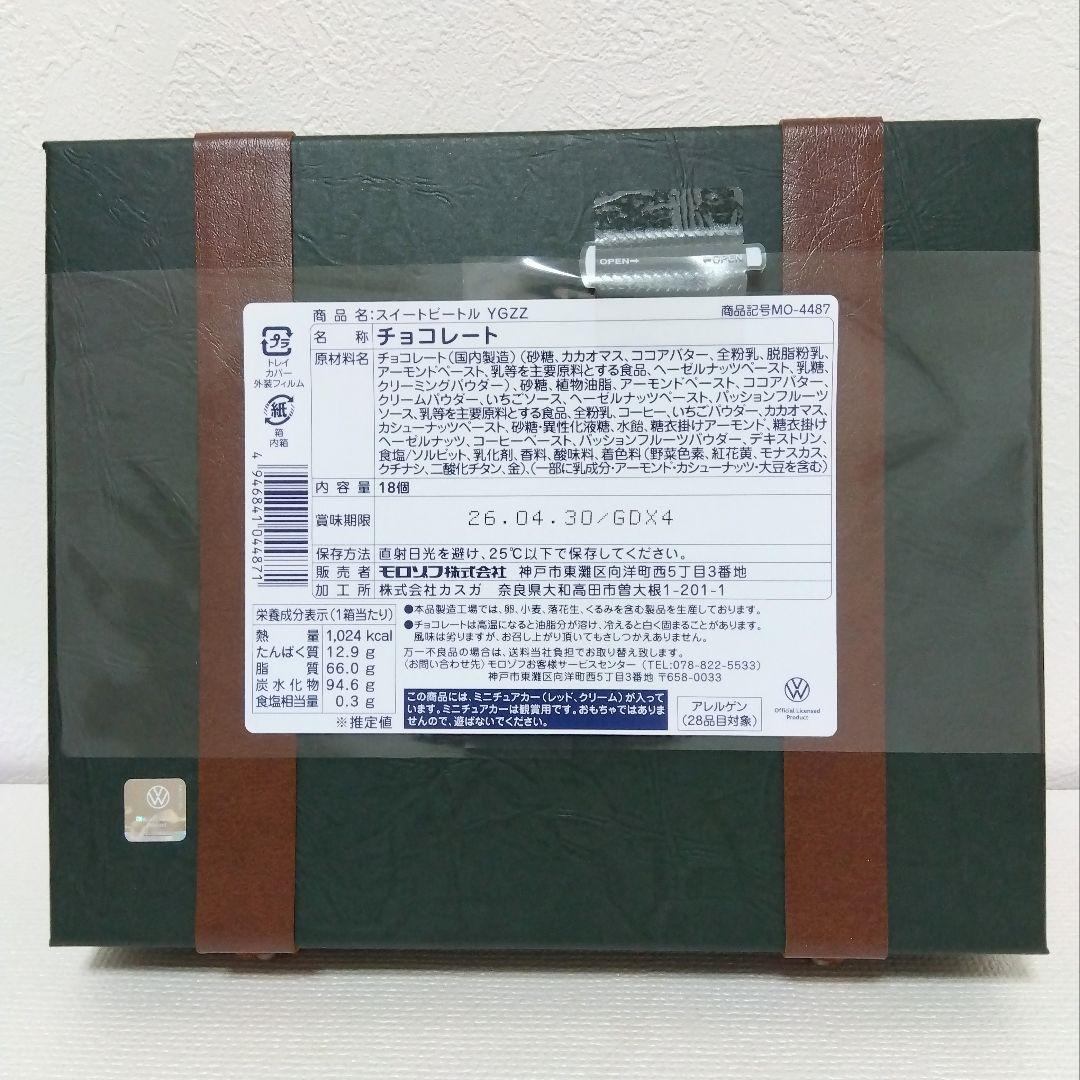 OPEN→
←OPEN
商品名:スイートビートル YGZZ
商品記号MO-4487
プラ
トレイ
カバー
外装フィルム
紙
箱
内箱
4 946841 044871
名称 チョコレート
原材料名 チョコレート(国内製造)(砂糖、カカオマス、ココアバター、全粉乳、脱脂粉乳、
アーモンドペースト、乳等を主要原料とする食品、ヘーゼルナッツペースト、乳糖、
クリーミングパウダー)、砂糖、植物油脂、アーモンドペースト、ココアバター、
クリームパウダー、いちごソース、ヘーゼルナッツペースト、パッションフルーツ
ソース、乳等を主要原料とする食品、全粉乳、コーヒー、いちごパウダー、カカオマス、
カシューナッツペースト、砂糖・異性化液糖、水飴、糖衣掛けアーモンド、糖衣掛け
ヘーゼルナッツ、コーヒーペースト、パッションフルーツパウダー、デキストリン、
食塩/ソルビット、乳化剤、香料、酸味料、着色料(野菜色素、紅花黄、モナスカス、
クチナシ、二酸化チタン、金)、(一部に乳成分・アーモンド・カシューナッツ・大豆を含む)
内容量 18個
賞味期限 26.04.30/GDX4
保存方法 直射日光を避け、25℃以下で保存してください。
販売者 モロゾフ株式会社 神戸市東灘区向洋町西5丁目3番地
加工所 株式会社カスガ 奈良県大和高田市曽大根1-201-1
栄養成分表示(1箱当たり)
熱量 1,024 kcal
たんぱく質 12.9 g
脂質 66.0 g
炭水化物 94.6 g
食塩相当量 0.3 g
※推定値
●本品製造工場では、卵、小麦、落花生、くるみを含む製品を生産しております。
●チョコレートは高温になると油脂分が溶け、冷えると白く固まることがあります。
風味は劣りますが、お召し上がり頂いてもさしつかえありません。
万一不良品の場合は、送料当社負担でお取り替え致します。
(お問い合わせ先)モロゾフお客様サービスセンター (TEL:078-822-5533)
神戸市東灘区向洋町西5丁目3番地 〒658-0033
この商品には、ミニチュアカー(レッド、クリーム)が入って
います。ミニチュアカーは観賞用です。おもちゃではありま
せんので、遊ばないでください。
アレルゲン
(28品目対象)
Official Licensed
Product